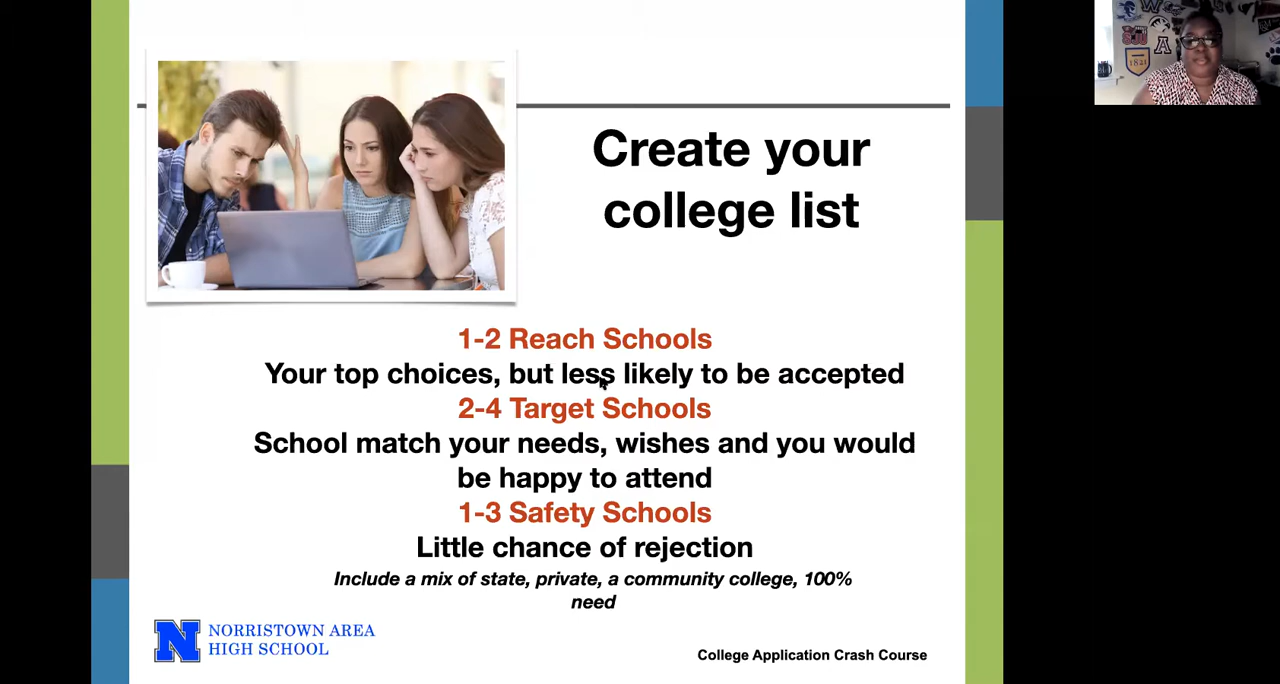 Create your
college list
1-2 Reach Schools
Your top choices, but less likely to be accepted
2-4 Target Schools
School match your needs, wishes and you would
be happy to attend
1-3 Safety Schools
Little chance of rejection
Include a mix of state, private, a community college, 100%
need
N NORRISTOWN AREA
HIGH SCHOOL
College Application Crash Course
W
A
1821